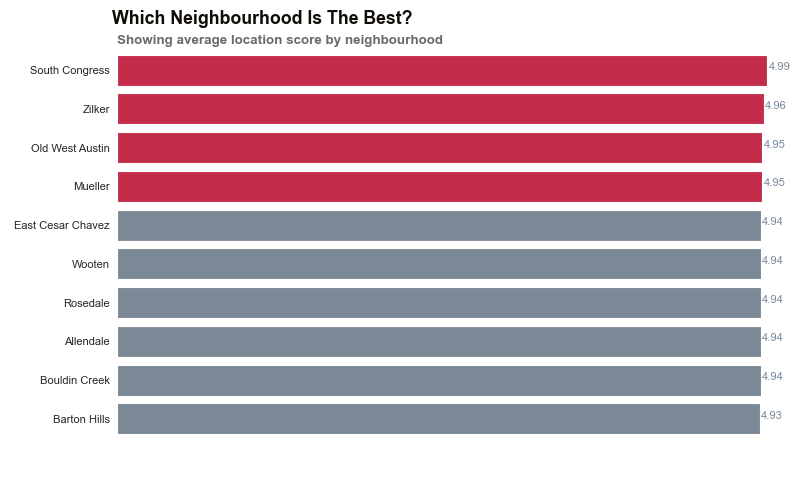 Which Neighbourhood Is The Best?
Showing average location score by neighbourhood
South Congress 4.99
Zilker 4.96
Old West Austin 4.95
Mueller 4.95
East Cesar Chavez 4.94
Wooten 4.94
Rosedale 4.94
Allendale 4.94
Bouldin Creek 4.94
Barton Hills 4.93